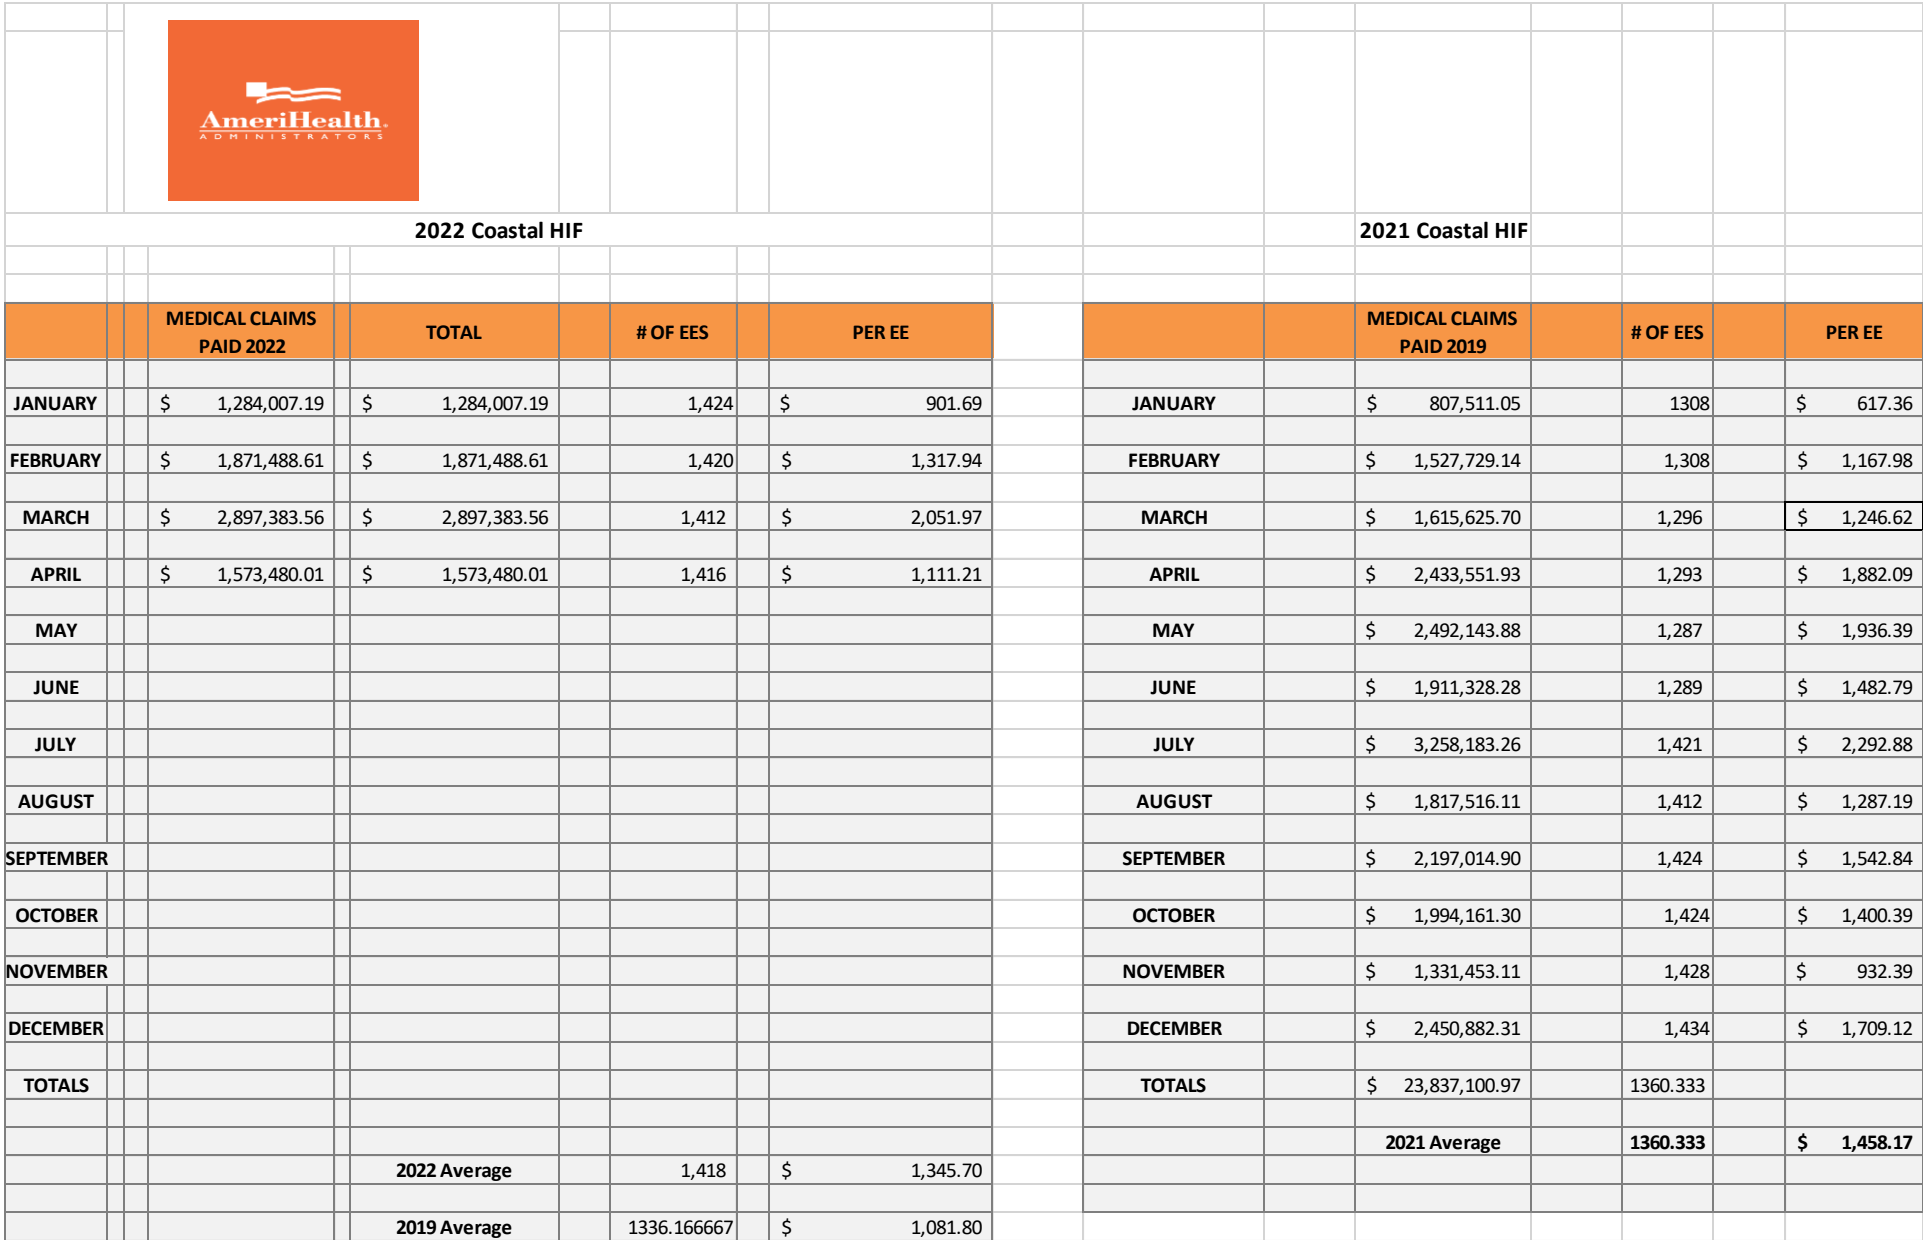 AmeriHealth.
ADMINISTRATORS
2022 Coastal HIF 2021 Coastal HIF
MEDICAL CLAIMS PAID 2022 TOTAL # OF EES PER EE MEDICAL CLAIMS PAID 2019 # OF EES PER EE
JANUARY $ 1,284,007.19 $ 1,284,007.19 1,424 $ 901.69 JANUARY $ 807,511.05 1308 $ 617.36
FEBRUARY $ 1,871,488.61 $ 1,871,488.61 1,420 $ 1,317.94 FEBRUARY $ 1,527,729.14 1,308 $ 1,167.98
MARCH $ 2,897,383.56 $ 2,897,383.56 1,412 $ 2,051.97 MARCH $ 1,615,625.70 1,296 $ 1,246.62
APRIL $ 1,573,480.01 $ 1,573,480.01 1,416 $ 1,111.21 APRIL $ 2,433,551.93 1,293 $ 1,882.09
MAY MAY $ 2,492,143.88 1,287 $ 1,936.39
JUNE JUNE $ 1,911,328.28 1,289 $ 1,482.79
JULY JULY $ 3,258,183.26 1,421 $ 2,292.88
AUGUST AUGUST $ 1,817,516.11 1,412 $ 1,287.19
SEPTEMBER SEPTEMBER $ 2,197,014.90 1,424 $ 1,542.84
OCTOBER OCTOBER $ 1,994,161.30 1,424 $ 1,400.39
NOVEMBER NOVEMBER $ 1,331,453.11 1,428 $ 932.39
DECEMBER DECEMBER $ 2,450,882.31 1,434 $ 1,709.12
TOTALS TOTALS $ 23,837,100.97 1360.333
2021 Average 1360.333 $ 1,458.17
2022 Average 1,418 $ 1,345.70
2019 Average 1336.166667 $ 1,081.80